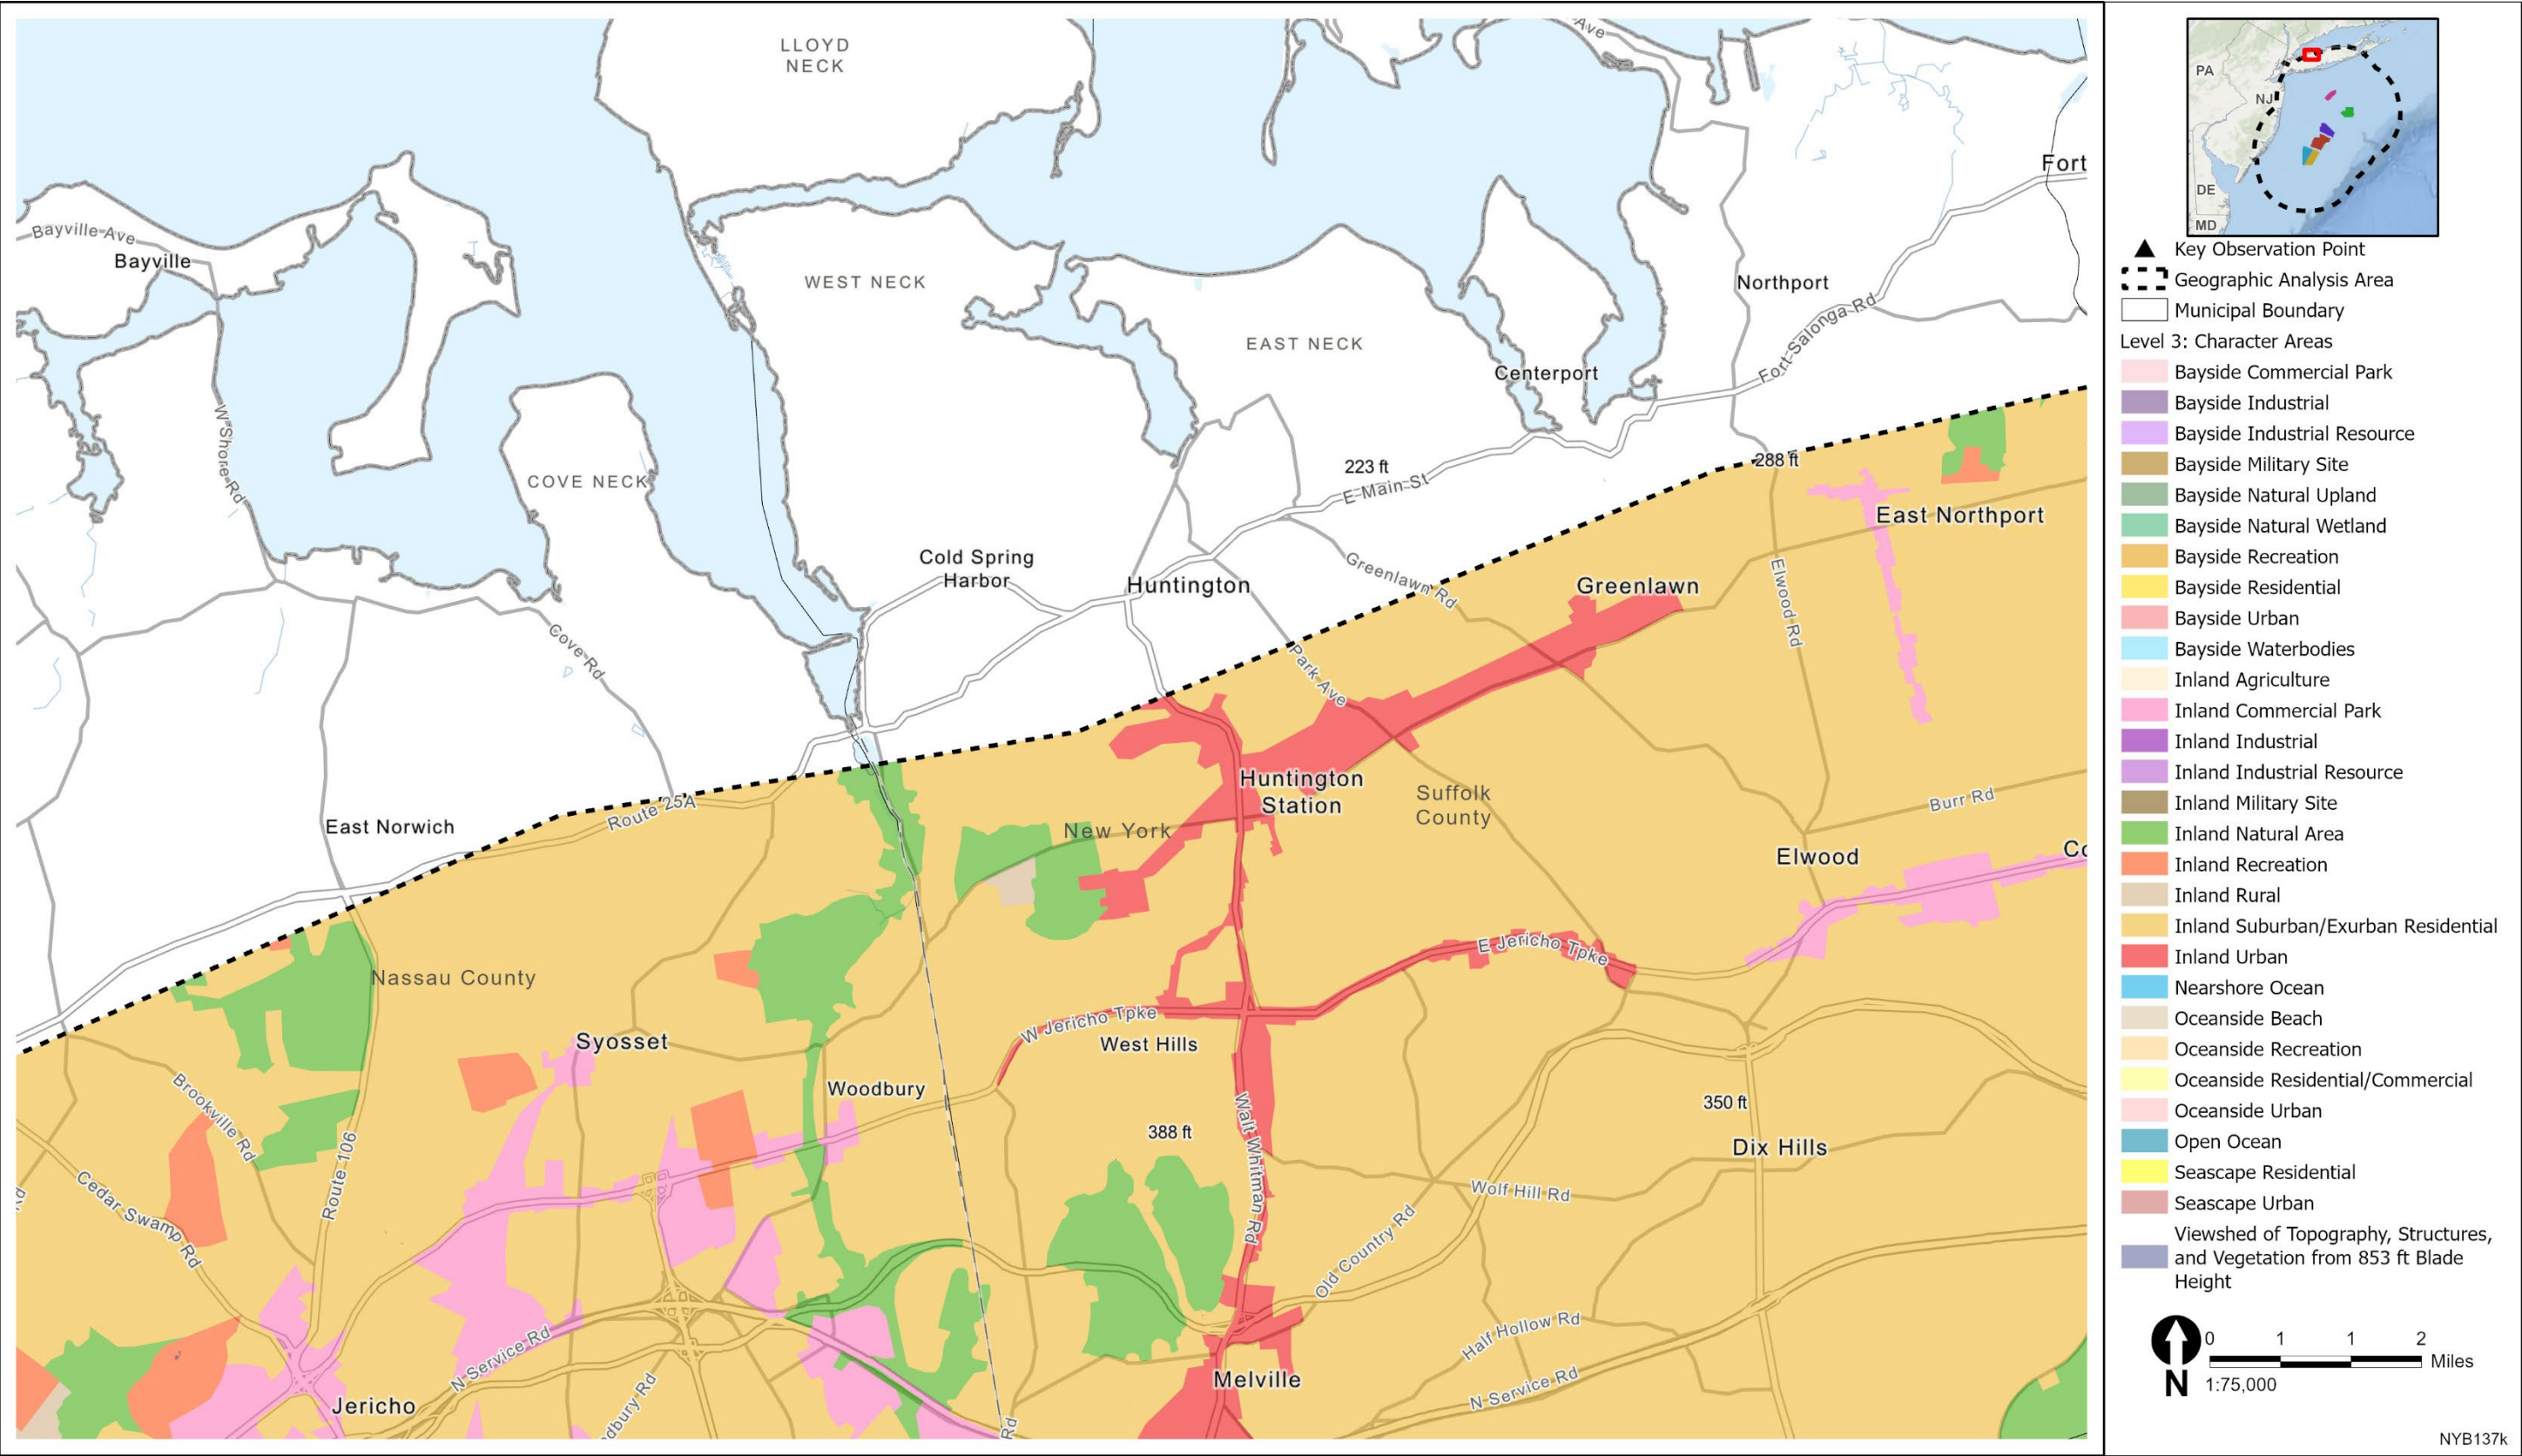 LLOYD
NECK
Ave
Fort
Bayville Ave
Bayville
WEST NECK
Northport
Fort Salonga Rd
EAST NECK
Centerport
W Shore Rd
COVE NECK
223 ft
E Main St
288 ft
East Northport
Cold Spring
Harbor
Huntington
Greenlawn Rd
Greenlawn
Elwood Rd
Cove Rd
Park Ave
Huntington
Station
Suffolk
County
New York
Route 25A
East Norwich
Burr Rd
Elwood
Co
Nassau County
E Jericho Tpke
W Jericho Tpke
West Hills
Syosset
Woodbury
Brookville Rd
388 ft
350 ft
Dix Hills
Walt Whitman Rd
Route 106
Cedar Swamp Rd
Rd
Wolf Hill Rd
Old Country Rd
Half Hollow Rd
N Service Rd
N Service Rd
Melville
Jericho
dbury Rd
Rd
PA
NJ
DE
MD
Key Observation Point
Geographic Analysis Area
Municipal Boundary
Level 3: Character Areas
Bayside Commercial Park
Bayside Industrial
Bayside Industrial Resource
Bayside Military Site
Bayside Natural Upland
Bayside Natural Wetland
Bayside Recreation
Bayside Residential
Bayside Urban
Bayside Waterbodies
Inland Agriculture
Inland Commercial Park
Inland Industrial
Inland Industrial Resource
Inland Military Site
Inland Natural Area
Inland Recreation
Inland Rural
Inland Suburban/Exurban Residential
Inland Urban
Nearshore Ocean
Oceanside Beach
Oceanside Recreation
Oceanside Residential/Commercial
Oceanside Urban
Open Ocean
Seascape Residential
Seascape Urban
Viewshed of Topography, Structures,
and Vegetation from 853 ft Blade
Height
N
0 1 1 2
Miles
1:75,000
NYB137k